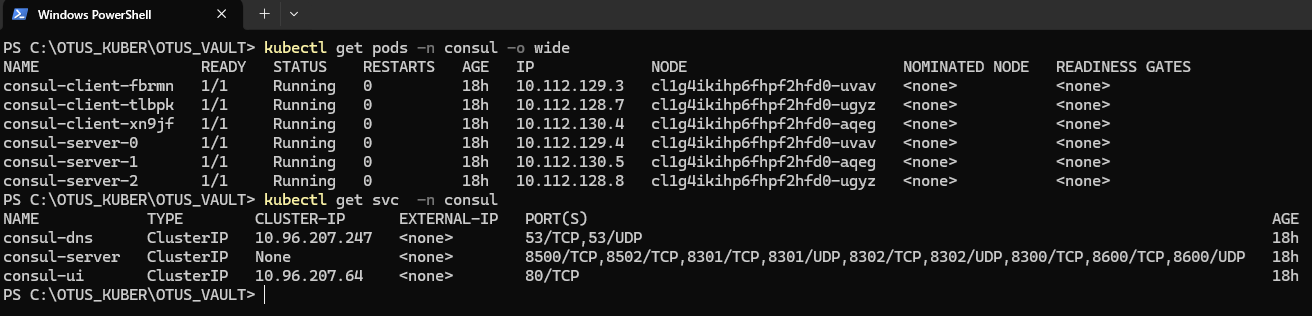 Windows PowerShell
PS C:\OTUS_KUBER\OTUS_VAULT> kubectl get pods -n consul -o wide
NAME READY STATUS RESTARTS AGE IP NODE NOMINATED NODE READINESS GATES
consul-client-fbrmn 1/1 Running 0 18h 10.112.129.3 cl1g4ikihp6fhpf2hfd0-uvav <none> <none>
consul-client-tlbpk 1/1 Running 0 18h 10.112.128.7 cl1g4ikihp6fhpf2hfd0-ugyz <none> <none>
consul-client-xn9jf 1/1 Running 0 18h 10.112.130.4 cl1g4ikihp6fhpf2hfd0-aqeg <none> <none>
consul-server-0 1/1 Running 0 18h 10.112.129.4 cl1g4ikihp6fhpf2hfd0-uvav <none> <none>
consul-server-1 1/1 Running 0 18h 10.112.130.5 cl1g4ikihp6fhpf2hfd0-aqeg <none> <none>
consul-server-2 1/1 Running 0 18h 10.112.128.8 cl1g4ikihp6fhpf2hfd0-ugyz <none> <none>
PS C:\OTUS_KUBER\OTUS_VAULT> kubectl get svc -n consul
NAME TYPE CLUSTER-IP EXTERNAL-IP PORT(S) AGE
consul-dns ClusterIP 10.96.207.247 <none> 53/TCP,53/UDP 18h
consul-server ClusterIP None <none> 8500/TCP,8502/TCP,8301/TCP,8301/UDP,8302/TCP,8302/UDP,8300/TCP,8600/TCP,8600/UDP 18h
consul-ui ClusterIP 10.96.207.64 <none> 80/TCP 18h
PS C:\OTUS_KUBER\OTUS_VAULT>